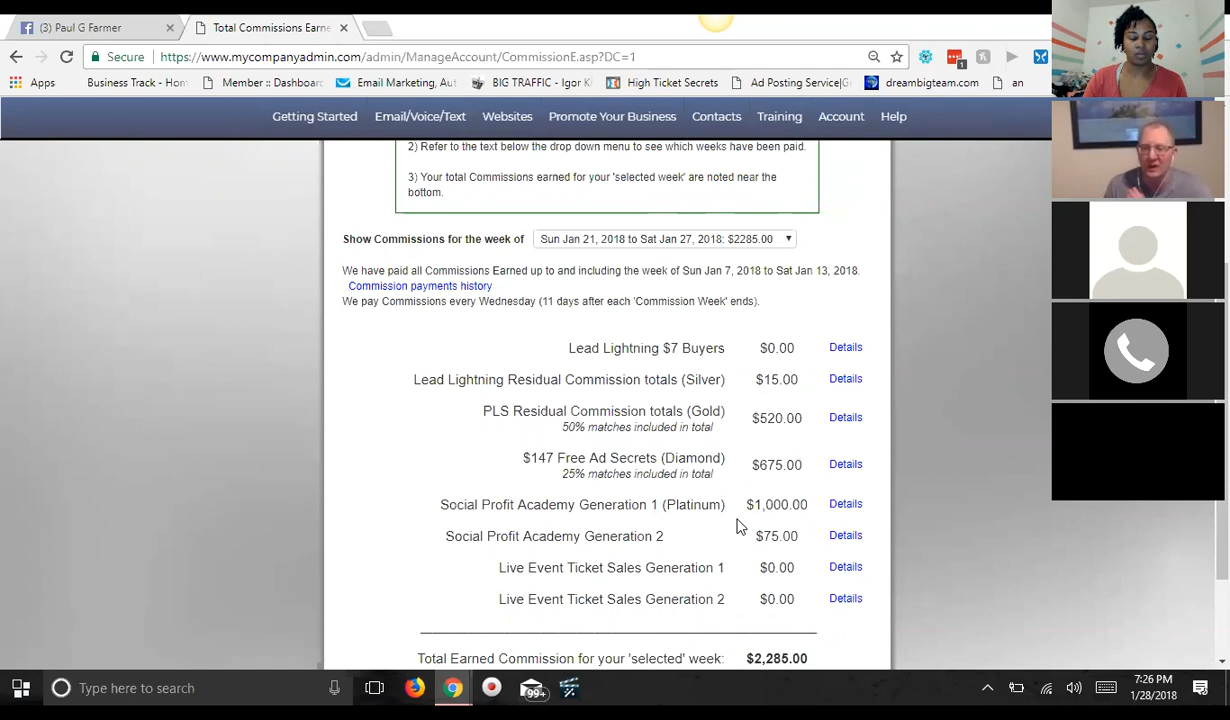 (3) Paul G Farmer
Total Commissions Earne
Secure
https://www.mycompanyadmin.com/admin/ManageAccount/CommissionE.asp?DC=1
1
Apps
Business Track - Hom
Member :: Dashboar
Email Marketing, Aut
BIG TRAFFIC - Igor K
High Ticket Secrets
Ad Posting Service|G
dreambigteam.com
an
Getting Started
Email/Voice/Text
Websites
Promote Your Business
Contacts
Training
Account
Help
2) Refer to the text below the drop down menu to see which weeks have been paid.
3) Your total Commissions earned for your 'selected week' are noted near the
bottom.
Show Commissions for the week of Sun Jan 21, 2018 to Sat Jan 27, 2018: $2285.00
We have paid all Commissions Earned up to and including the week of Sun Jan 7, 2018 to Sat Jan 13, 2018.
Commission payments history
We pay Commissions every Wednesday (11 days after each 'Commission Week' ends).
Lead Lightning $7 Buyers $0.00 Details
Lead Lightning Residual Commission totals (Silver) $15.00 Details
PLS Residual Commission totals (Gold)
50% matches included in total
$520.00 Details
$147 Free Ad Secrets (Diamond)
25% matches included in total
$675.00 Details
Social Profit Academy Generation 1 (Platinum) $1,000.00 Details
Social Profit Academy Generation 2 $75.00 Details
Live Event Ticket Sales Generation 1 $0.00 Details
Live Event Ticket Sales Generation 2 $0.00 Details
Total Earned Commission for your 'selected' week: $2,285.00
Type here to search
99+
7:26 PM
1/28/2018